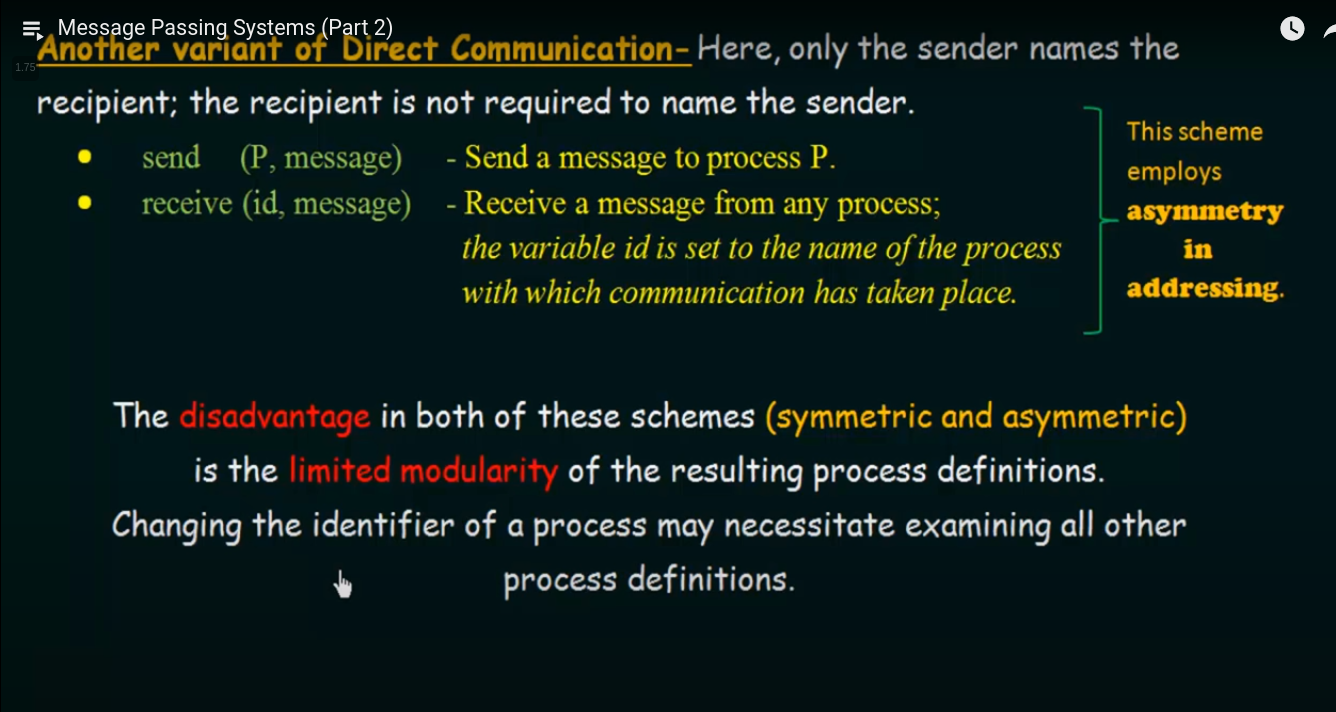 Message Passing Systems (Part 2)
Another variant of Direct Communication- Here, only the sender names the
1.75
recipient; the recipient is not required to name the sender.
send (P, message) - Send a message to process P.
receive (id, message) - Receive a message from any process;
the variable id is set to the name of the process
with which communication has taken place.
This scheme
employs
asymmetry
in
addressing.
The disadvantage in both of these schemes (symmetric and asymmetric)
is the limited modularity of the resulting process definitions.
Changing the identifier of a process may necessitate examining all other
process definitions.